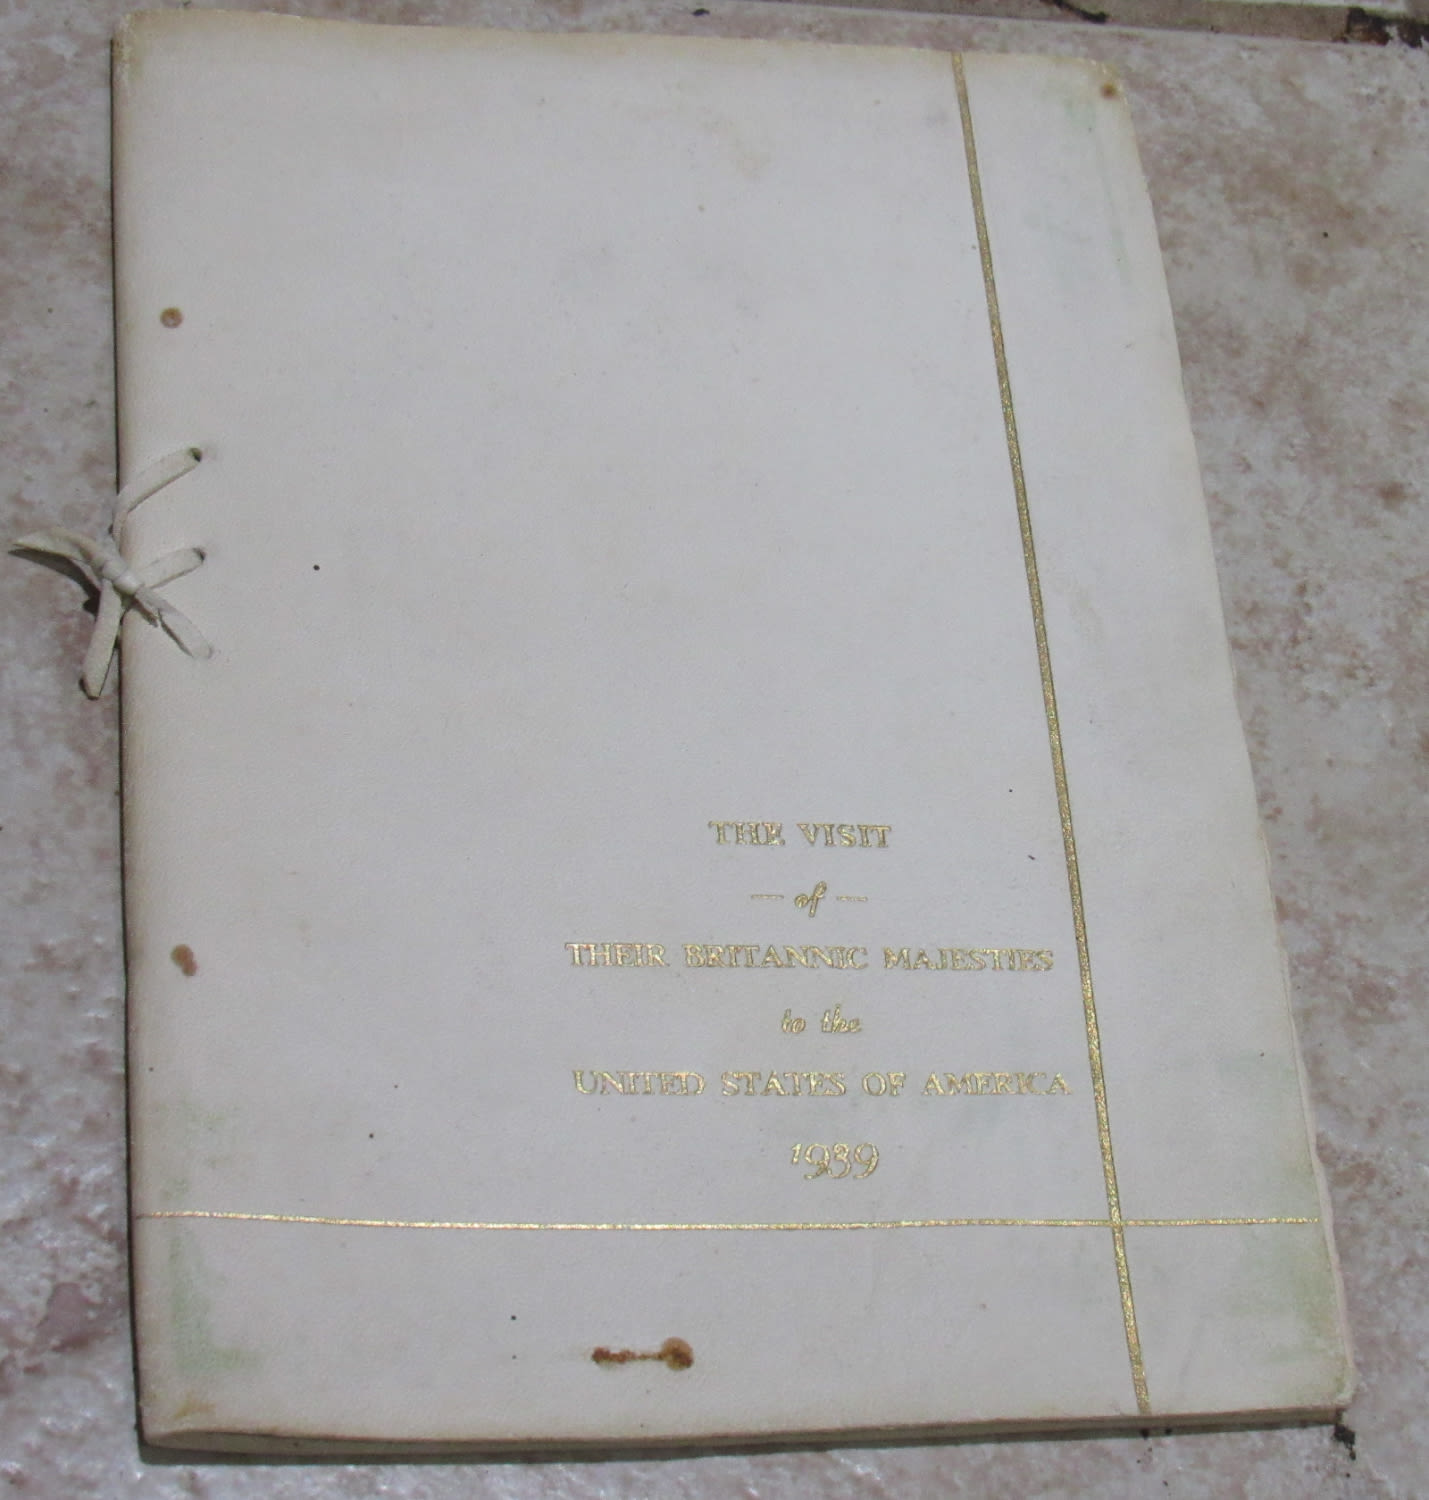 THE VISIT
— of —
THEIR BRITANNIC MAJESTIES
to the
UNITED STATES OF AMERICA
1939